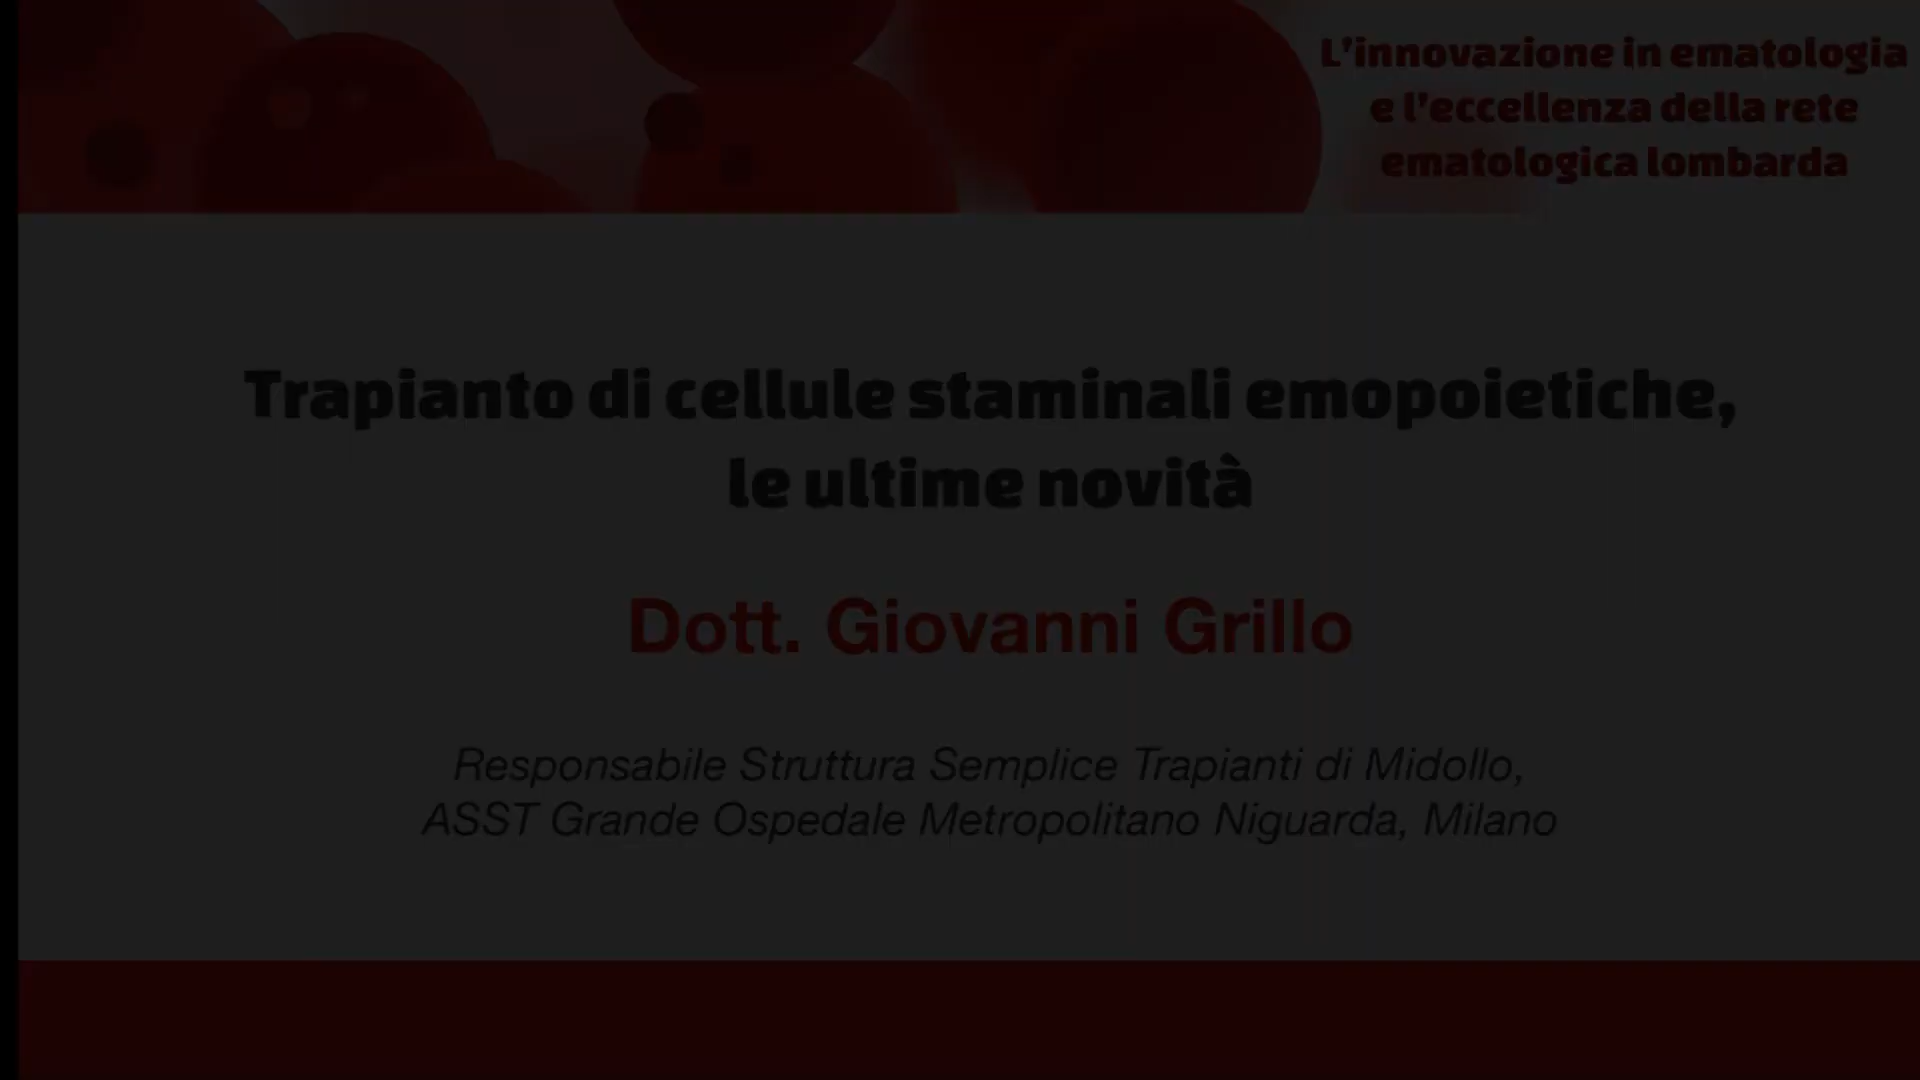 L'innovazione in ematologia
e l'eccellenza della rete
ematologica lombarda
Trapianto di cellule staminali emopoietiche,
le ultime novità
Dott. Giovanni Grillo
Responsabile Struttura Semplice Trapianti di Midollo,
ASST Grande Ospedale Metropolitano Niguarda, Milano